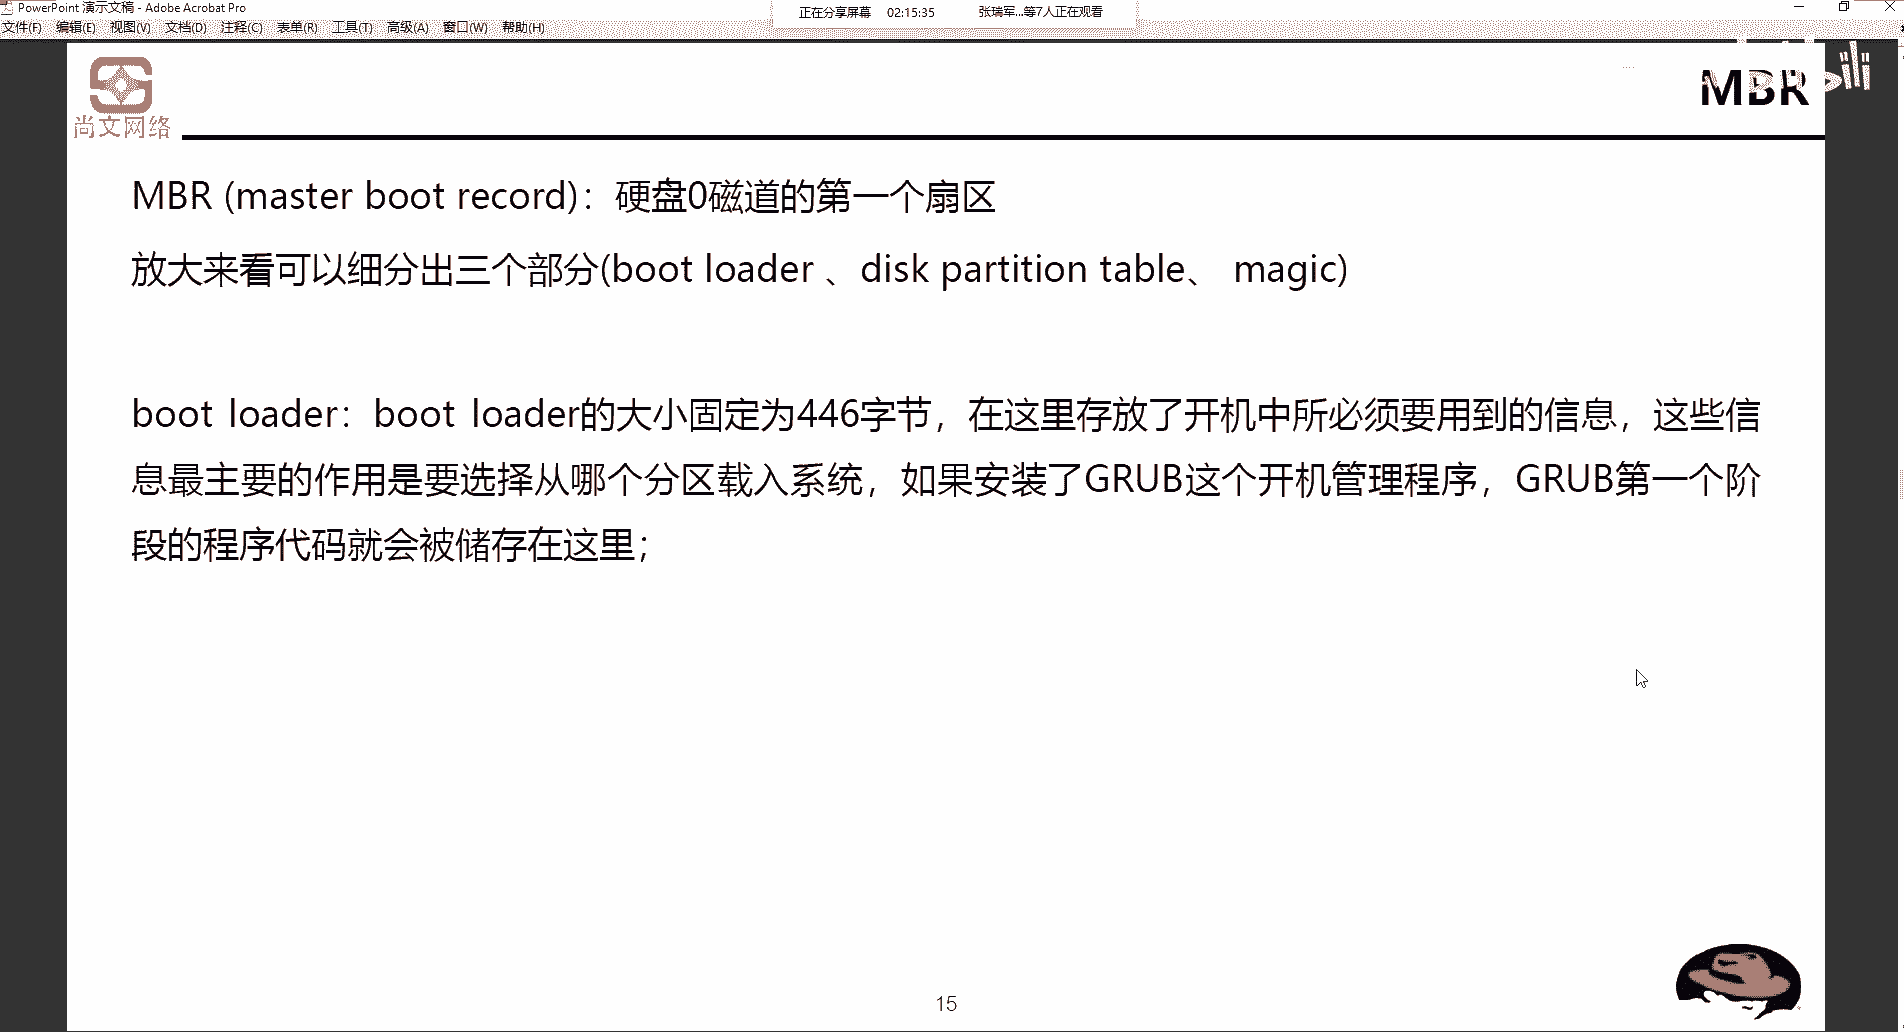 PowerPoint 演示文稿 - Adobe Acrobat Pro
正在分享屏幕 02:15:35 张瑞军...等7人正在观看
文件(F) 编辑(E) 视图(V) 文档(D) 注释(C) 表单(R) 工具(T) 高级(A) 窗口(W) 帮助(H)
MBR
尚文网络
MBR (master boot record)：硬盘0磁道的第一个扇区
放大来看可以细分出三个部分(boot loader 、disk partition table、 magic)
boot loader：boot loader的大小固定为446字节，在这里存放了开机中所必须要用到的信息，这些信
息最主要的作用是要选择从哪个分区载入系统，如果安装了GRUB这个开机管理程序，GRUB第一个阶
段的程序代码就会被储存在这里；
15